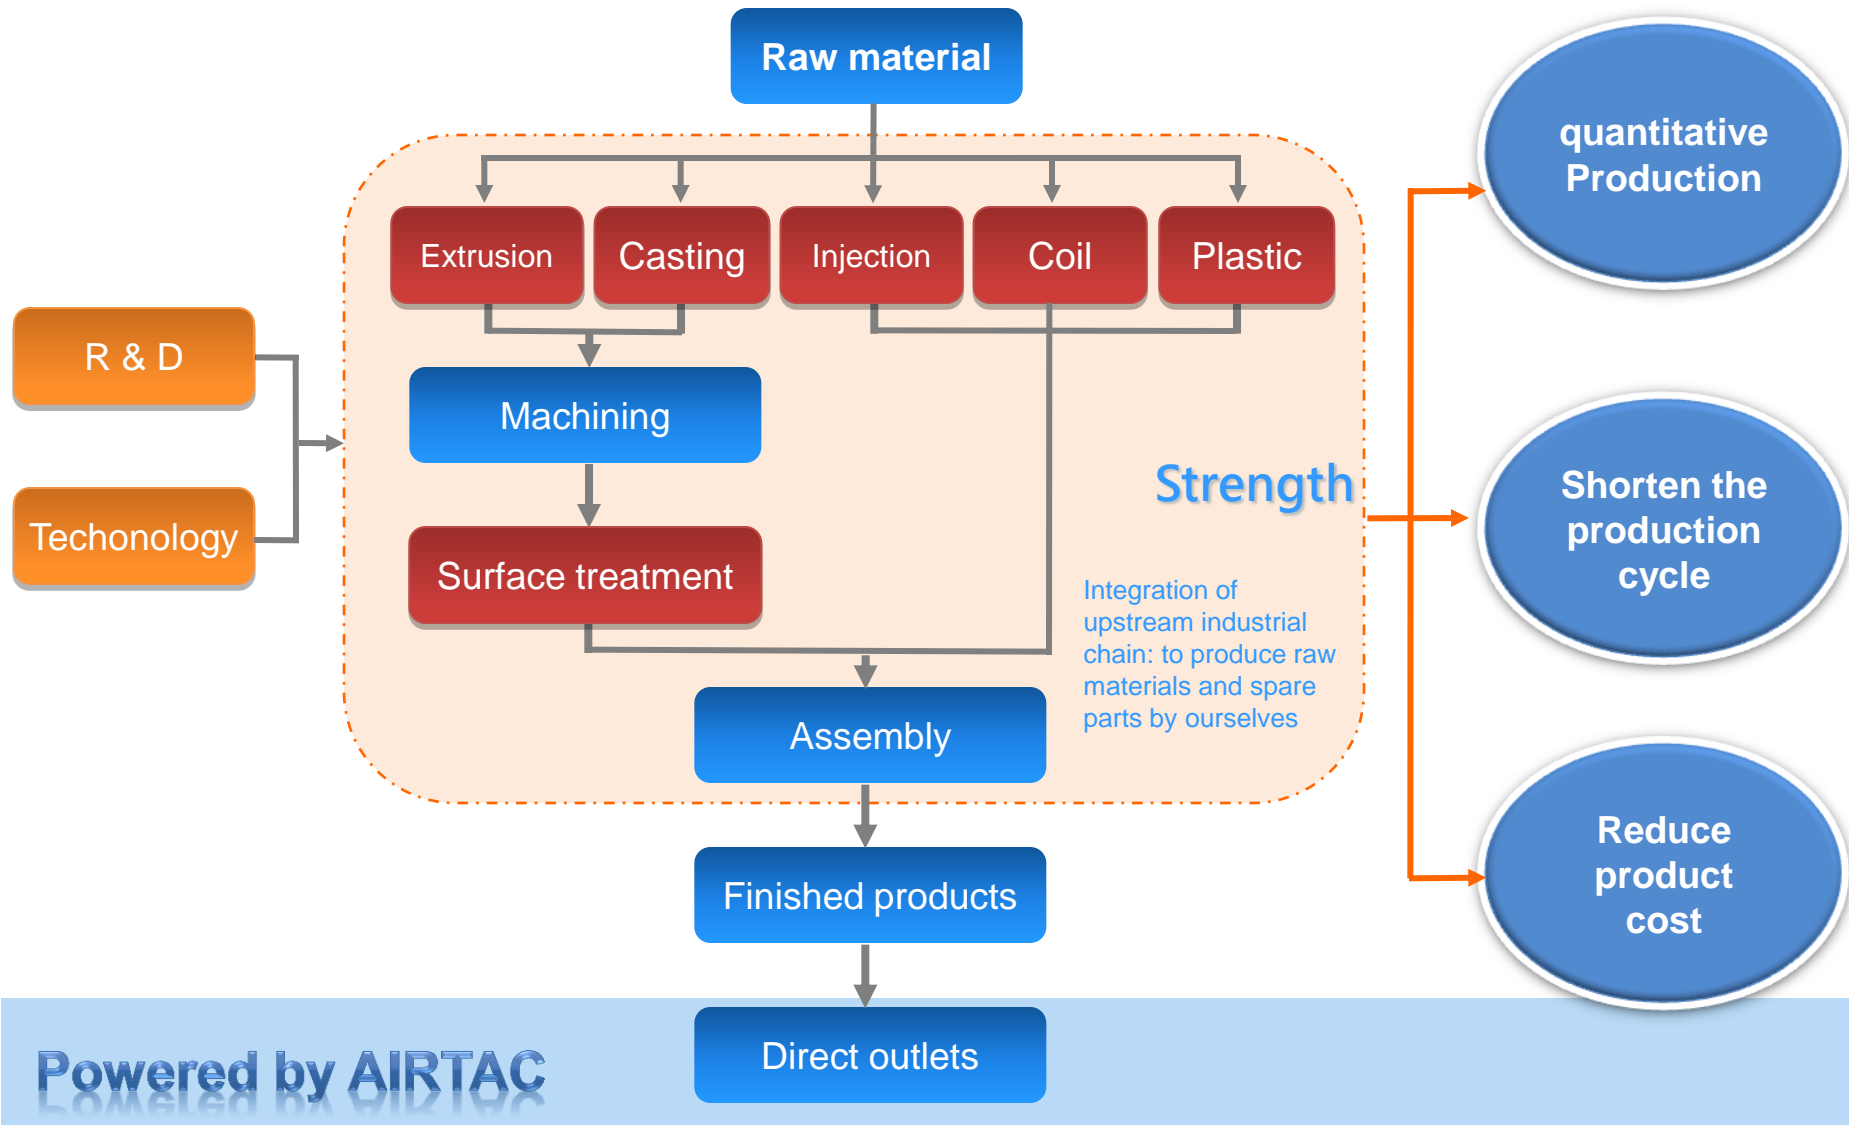 Raw material
quantitative
Production
Extrusion
Casting
Injection
Coil
Plastic
R & D
Machining
Techonology
Strength
Shorten the
production
cycle
Surface treatment
Integration of
upstream industrial
chain: to produce raw
materials and spare
parts by ourselves
Assembly
Reduce
product
cost
Finished products
Direct outlets
Powered by AIRTAC